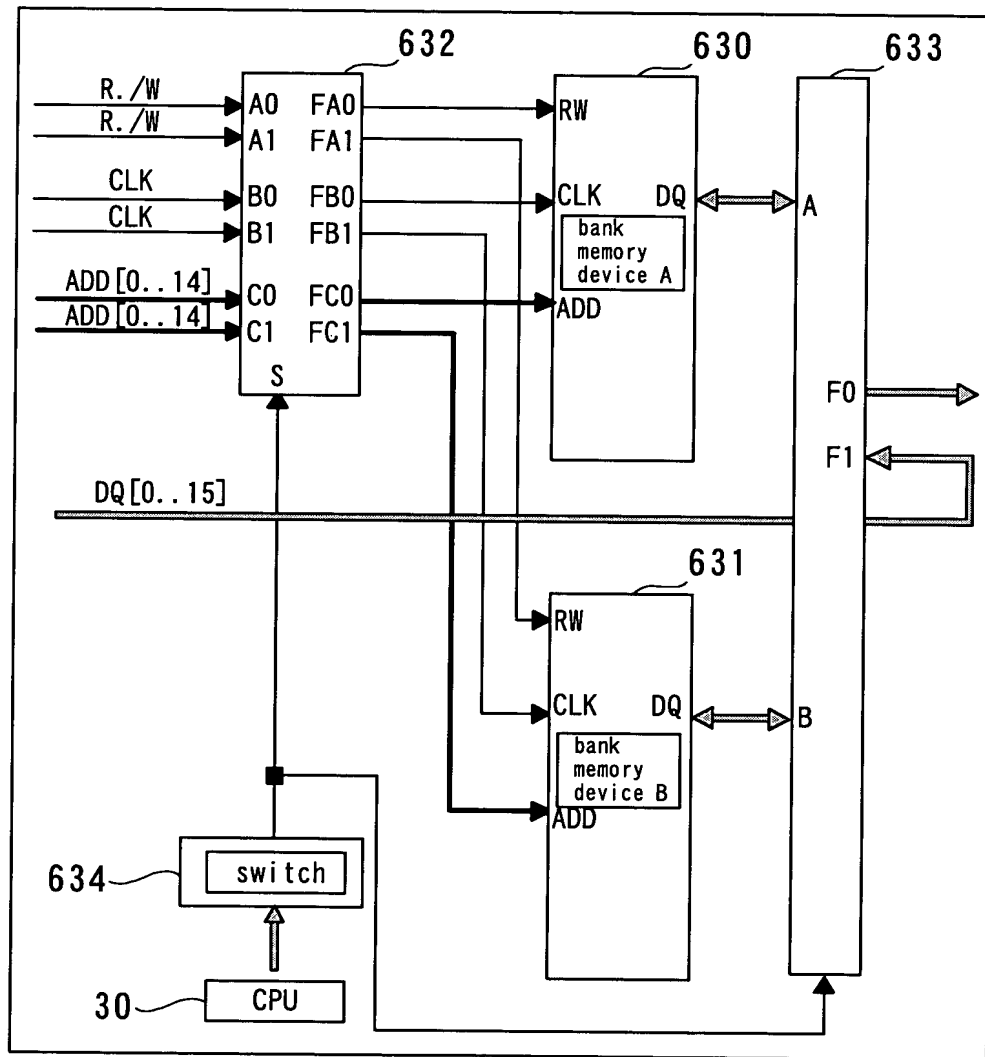 632
630
633
R./W
R./W
CLK
CLK
ADD[0..14]
ADD[0..14]
A0 FA0
A1 FA1
B0 FB0
B1 FB1
C0 FC0
C1 FC1
S
RW
CLK DQ
bank
memory
device A
ADD
A
F0
F1
DQ[0..15]
631
RW
CLK DQ
bank
memory
device B
ADD
B
634
switch
30
CPU